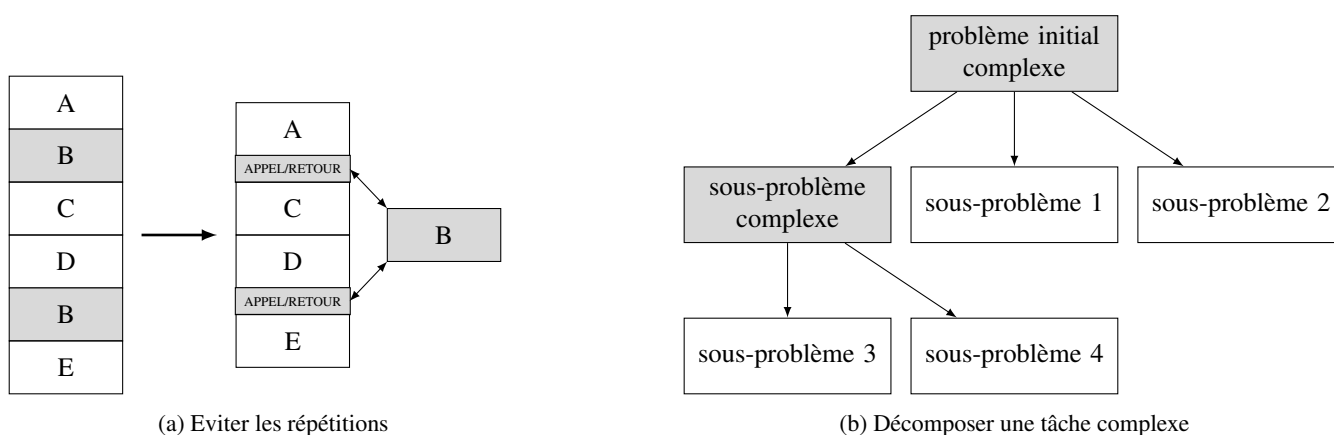 A
B
C
D
B
E
A
APPEL/RETOUR
C
D
APPEL/RETOUR
E
B
(a) Eviter les répétitions
problème initial
complexe
sous-problème
complexe
sous-problème 1
sous-problème 2
sous-problème 3
sous-problème 4
(b) Décomposer une tâche complexe